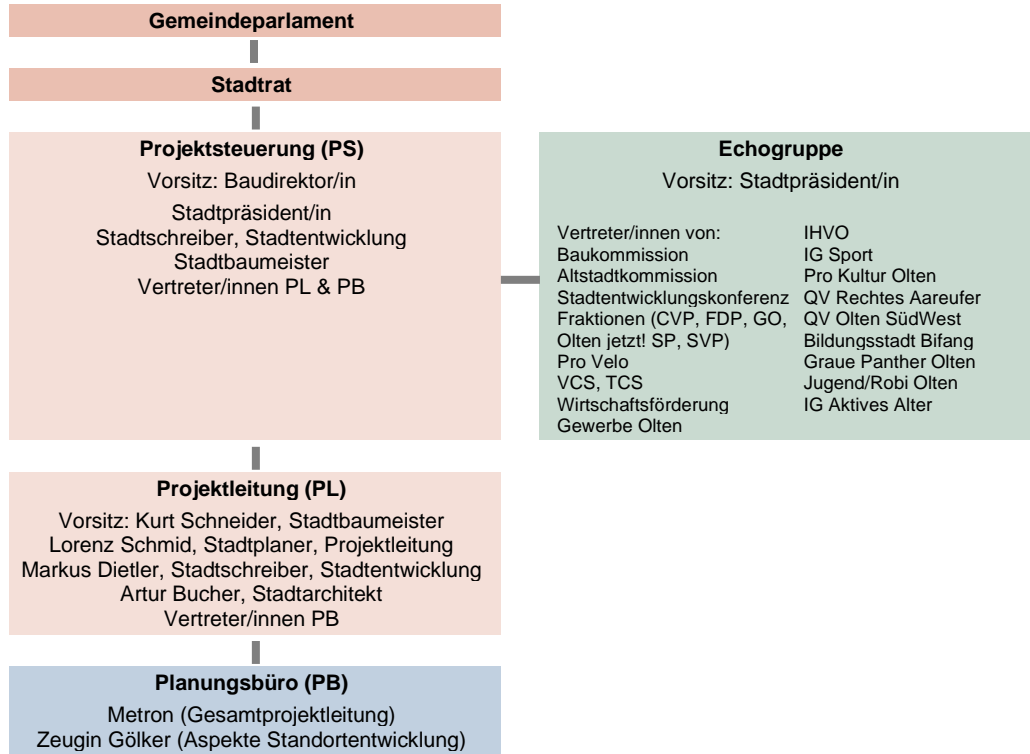 Gemeindeparlament
Stadtrat
Projektsteuerung (PS)
Vorsitz: Baudirektor/in
Stadtpräsident/in
Stadtschreiber, Stadtentwicklung
Stadtbaumeister
Vertreter/innen PL & PB
Echogruppe
Vorsitz: Stadtpräsident/in
Vertreter/innen von:
Baukommission
Altstadtkommission
Stadtentwicklungskonferenz
Fraktionen (CVP, FDP, GO,
Olten jetzt! SP, SVP)
Pro Velo
VCS, TCS
Wirtschaftsförderung
Gewerbe Olten
IHVO
IG Sport
Pro Kultur Olten
QV Rechtes Aareufer
QV Olten SüdWest
Bildungsstadt Bifang
Graue Panther Olten
Jugend/Robi Olten
IG Aktives Alter
Projektleitung (PL)
Vorsitz: Kurt Schneider, Stadtbaumeister
Lorenz Schmid, Stadtplaner, Projektleitung
Markus Dietler, Stadtschreiber, Stadtentwicklung
Artur Bucher, Stadtarchitekt
Vertreter/innen PB
Planungsbüro (PB)
Metron (Gesamtprojektleitung)
Zeugin Gölker (Aspekte Standortentwicklung)